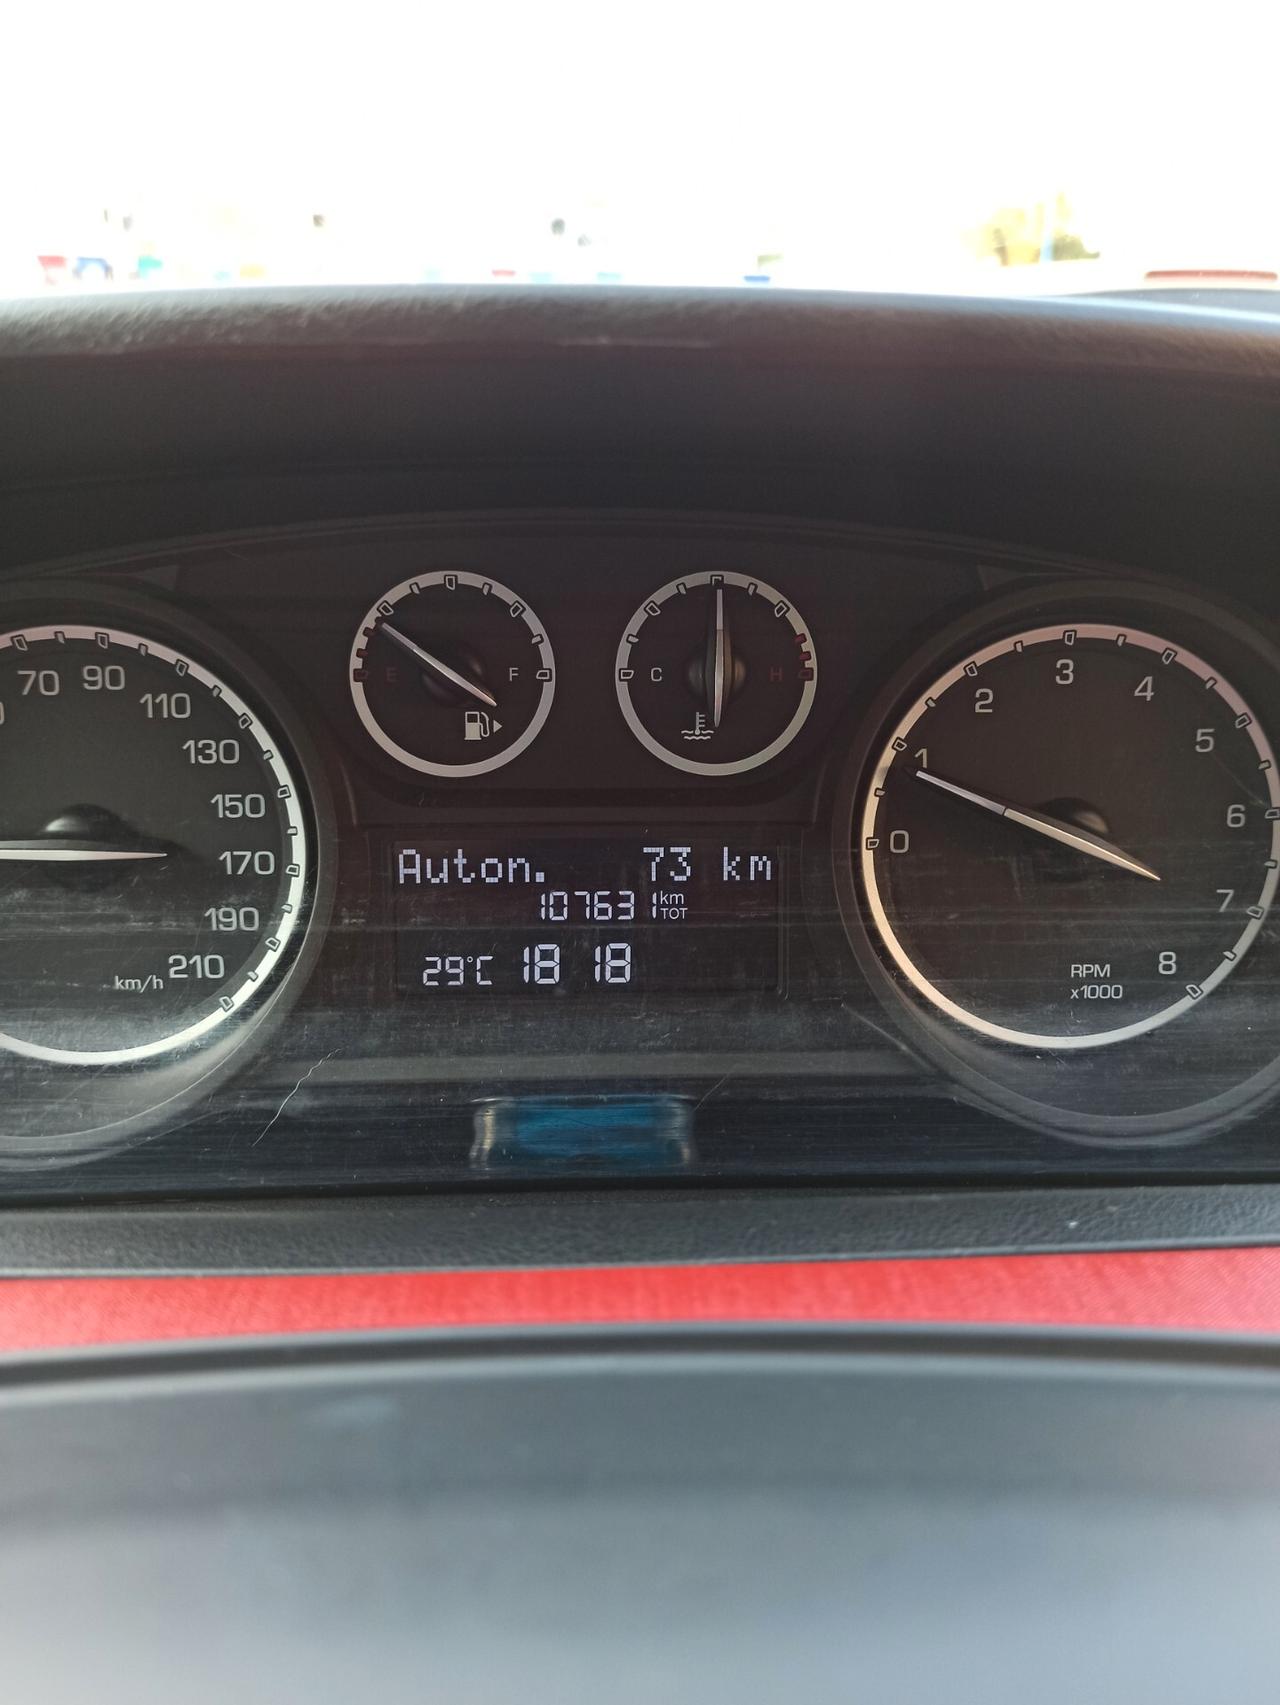 70 90 110 130 150 170 190 210
km/h
E F
C H
0 1 2 3 4 5 6 7 8
RPM
x1000
Auton. 73 km
107631 km
TOT
29°C 18 18